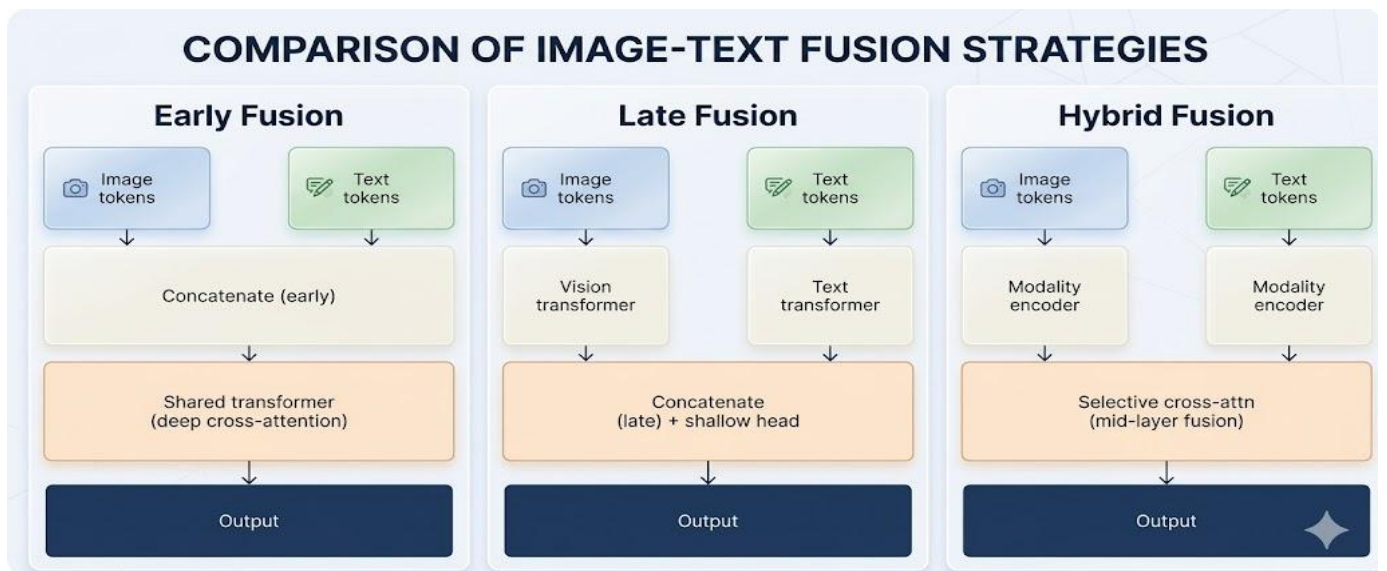 COMPARISON OF IMAGE-TEXT FUSION STRATEGIES
Early Fusion
Image
tokens
Text
tokens
Concatenate (early)
Shared transformer
(deep cross-attention)
Output
Late Fusion
Image
tokens
Text
tokens
Vision
transformer
Text
transformer
Concatenate
(late) + shallow head
Output
Hybrid Fusion
Image
tokens
Text
tokens
Modality
encoder
Modality
encoder
Selective cross-attn
(mid-layer fusion)
Output